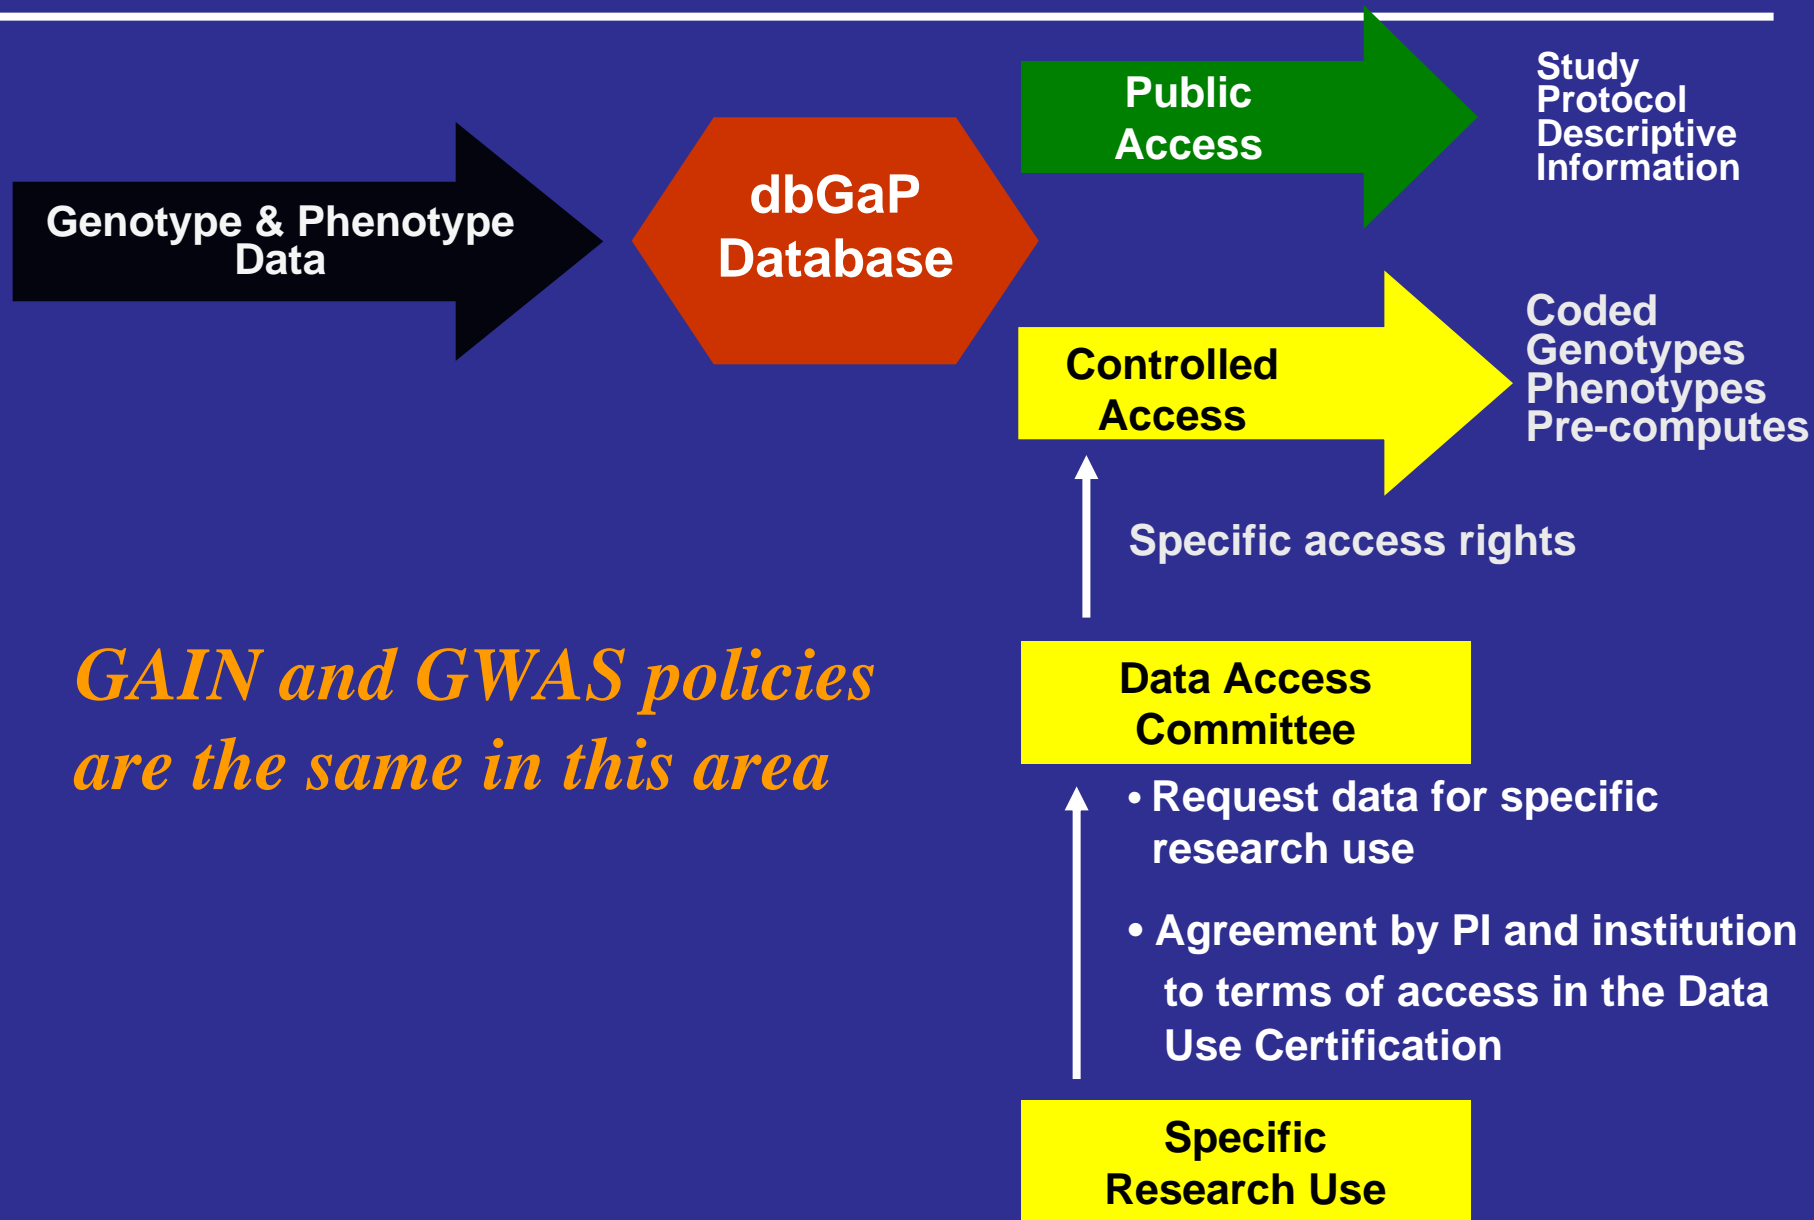 Genotype & Phenotype
Data
dbGaP
Database
Public
Access
Study
Protocol
Descriptive
Information
Controlled
Access
Coded
Genotypes
Phenotypes
Pre-computes
Specific access rights
GAIN and GWAS policies
are the same in this area
Data Access
Committee
• Request data for specific
research use
• Agreement by PI and institution
to terms of access in the Data
Use Certification
Specific
Research Use